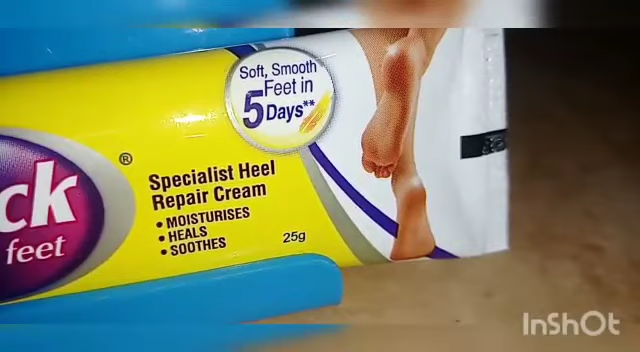 Soft, Smooth
Feet in
5 Days**
ck®
feet
Specialist Heel
Repair Cream
• MOISTURISES
• HEALS
• SOOTHES
25g
InShOt